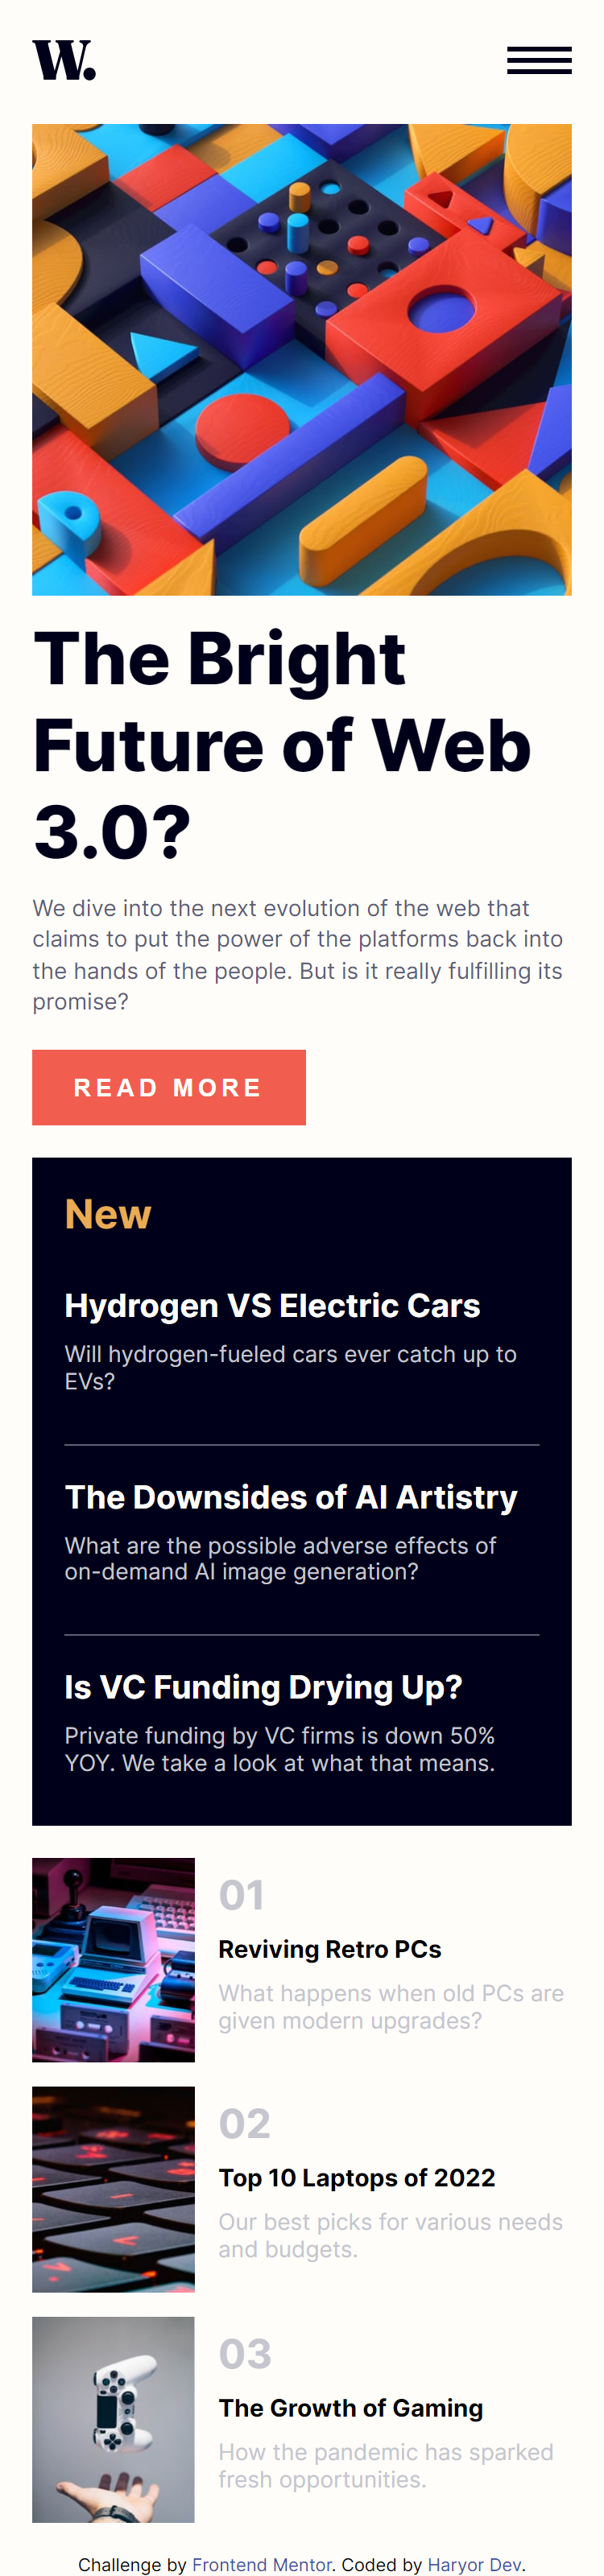 W.
The Bright
Future of Web
3.0?
We dive into the next evolution of the web that
claims to put the power of the platforms back into
the hands of the people. But is it really fulfilling its
promise?
READ MORE
New
Hydrogen VS Electric Cars
Will hydrogen-fueled cars ever catch up to
EVs?
The Downsides of AI Artistry
What are the possible adverse effects of
on-demand AI image generation?
Is VC Funding Drying Up?
Private funding by VC firms is down 50%
YOY. We take a look at what that means.
01
Reviving Retro PCs
What happens when old PCs are
given modern upgrades?
02
Top 10 Laptops of 2022
Our best picks for various needs
and budgets.
03
The Growth of Gaming
How the pandemic has sparked
fresh opportunities.
Challenge by Frontend Mentor. Coded by Haryor Dev.